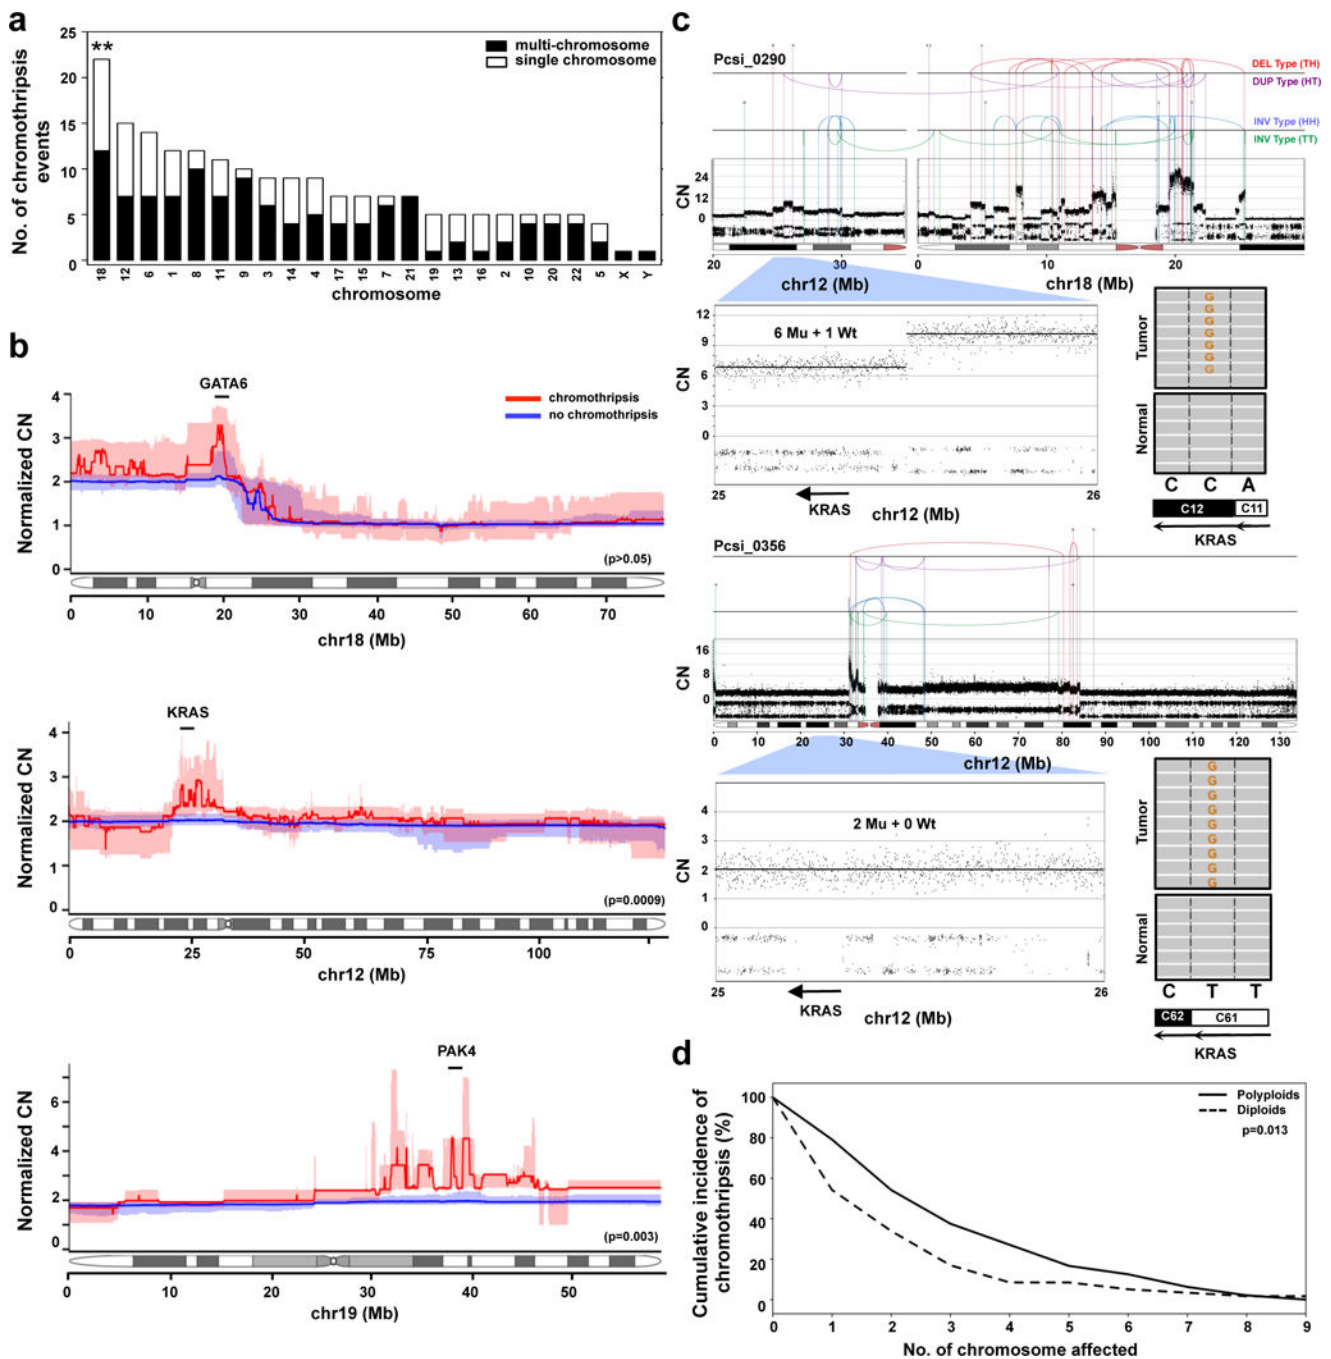 a
No. of chromothripsis
events
25
20
15
10
5
0
**
multi-chromosome
single chromosome
18 12 6 1 8 11 9 3 14 4 17 15 7 21 19 13 16 2 10 20 22 5 X Y
chromosome
b
GATA6
Normalized CN
4
3
2
1
0
chromothripsis
no chromothripsis
(p>0.05)
0 10 20 30 40 50 60 70
chr18 (Mb)
KRAS
Normalized CN
4
3
2
1
0
(p=0.0009)
0 25 50 75 100
chr12 (Mb)
PAK4
Normalized CN
6
4
2
0
(p=0.003)
0 10 20 30 40 50
chr19 (Mb)
c
Pcsi_0290
DEL Type (TH)
DUP Type (HT)
INV Type (HH)
INV Type (TT)
CN
24
12
0
20 30 0 10 20
chr12 (Mb) chr18 (Mb)
CN
12
9
6
3
0
6 Mu + 1 Wt
25 26
KRAS
chr12 (Mb)
Tumor
G
G
G
G
G
G
Normal
C C A
C12 C11
KRAS
Pcsi_0356
CN
16
8
4
0
0 10 20 30 40 50 60 70 80 90 100 110 120 130
chr12 (Mb)
CN
4
3
2
1
0
2 Mu + 0 Wt
25 26
KRAS
chr12 (Mb)
Tumor
G
G
G
G
G
G
G
G
G
Normal
C T T
C62 C61
KRAS
d
Cumulative incidence of
chromothripsis (%)
100
80
60
40
20
10
0
Polyploids
Diploids
p=0.013
0 1 2 3 4 5 6 7 8 9
No. of chromosome affected